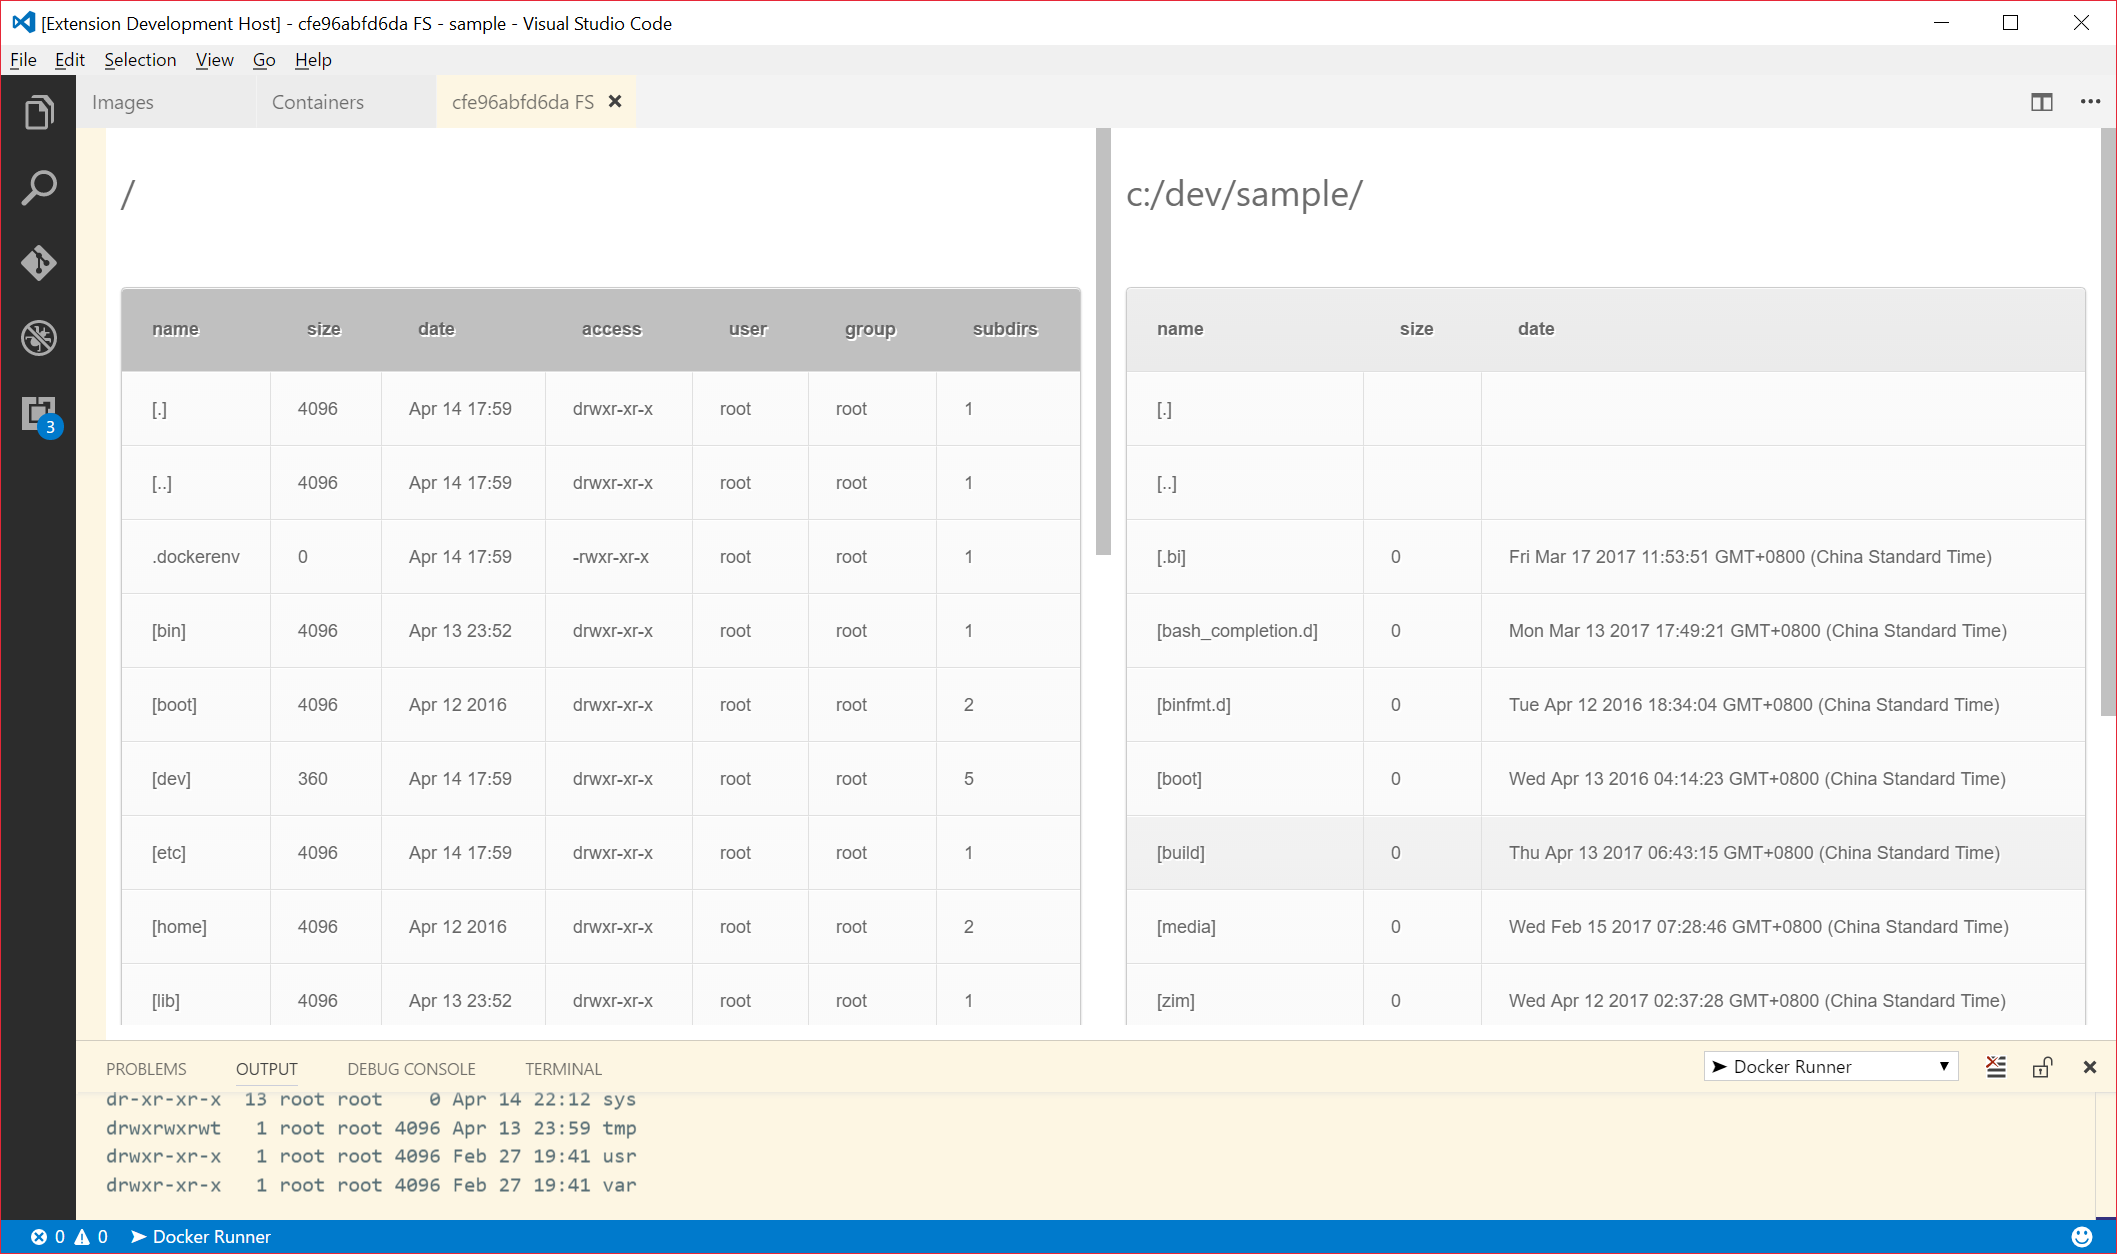 [Extension Development Host] - cfe96abfd6da FS - sample - Visual Studio Code
File Edit Selection View Go Help
Images Containers cfe96abfd6da FS
/
name size date access user group subdirs
[.] 4096 Apr 14 17:59 drwxr-xr-x root root 1
[..] 4096 Apr 14 17:59 drwxr-xr-x root root 1
.dockerenv 0 Apr 14 17:59 -rwxr-xr-x root root 1
[bin] 4096 Apr 13 23:52 drwxr-xr-x root root 1
[boot] 4096 Apr 12 2016 drwxr-xr-x root root 2
[dev] 360 Apr 14 17:59 drwxr-xr-x root root 5
[etc] 4096 Apr 14 17:59 drwxr-xr-x root root 1
[home] 4096 Apr 12 2016 drwxr-xr-x root root 2
[lib] 4096 Apr 13 23:52 drwxr-xr-x root root 1
c:/dev/sample/
name size date
[.]
[..]
[.bi] 0 Fri Mar 17 2017 11:53:51 GMT+0800 (China Standard Time)
[bash_completion.d] 0 Mon Mar 13 2017 17:49:21 GMT+0800 (China Standard Time)
[binfmt.d] 0 Tue Apr 12 2016 18:34:04 GMT+0800 (China Standard Time)
[boot] 0 Wed Apr 13 2016 04:14:23 GMT+0800 (China Standard Time)
[build] 0 Thu Apr 13 2017 06:43:15 GMT+0800 (China Standard Time)
[media] 0 Wed Feb 15 2017 07:28:46 GMT+0800 (China Standard Time)
[zim] 0 Wed Apr 12 2017 02:37:28 GMT+0800 (China Standard Time)
3
PROBLEMS OUTPUT DEBUG CONSOLE TERMINAL Docker Runner
dr-xr-xr-x 13 root root 0 Apr 14 22:12 sys
drwxrwxrwt 1 root root 4096 Apr 13 23:59 tmp
drwxr-xr-x 1 root root 4096 Feb 27 19:41 usr
drwxr-xr-x 1 root root 4096 Feb 27 19:41 var
0 0 Docker Runner